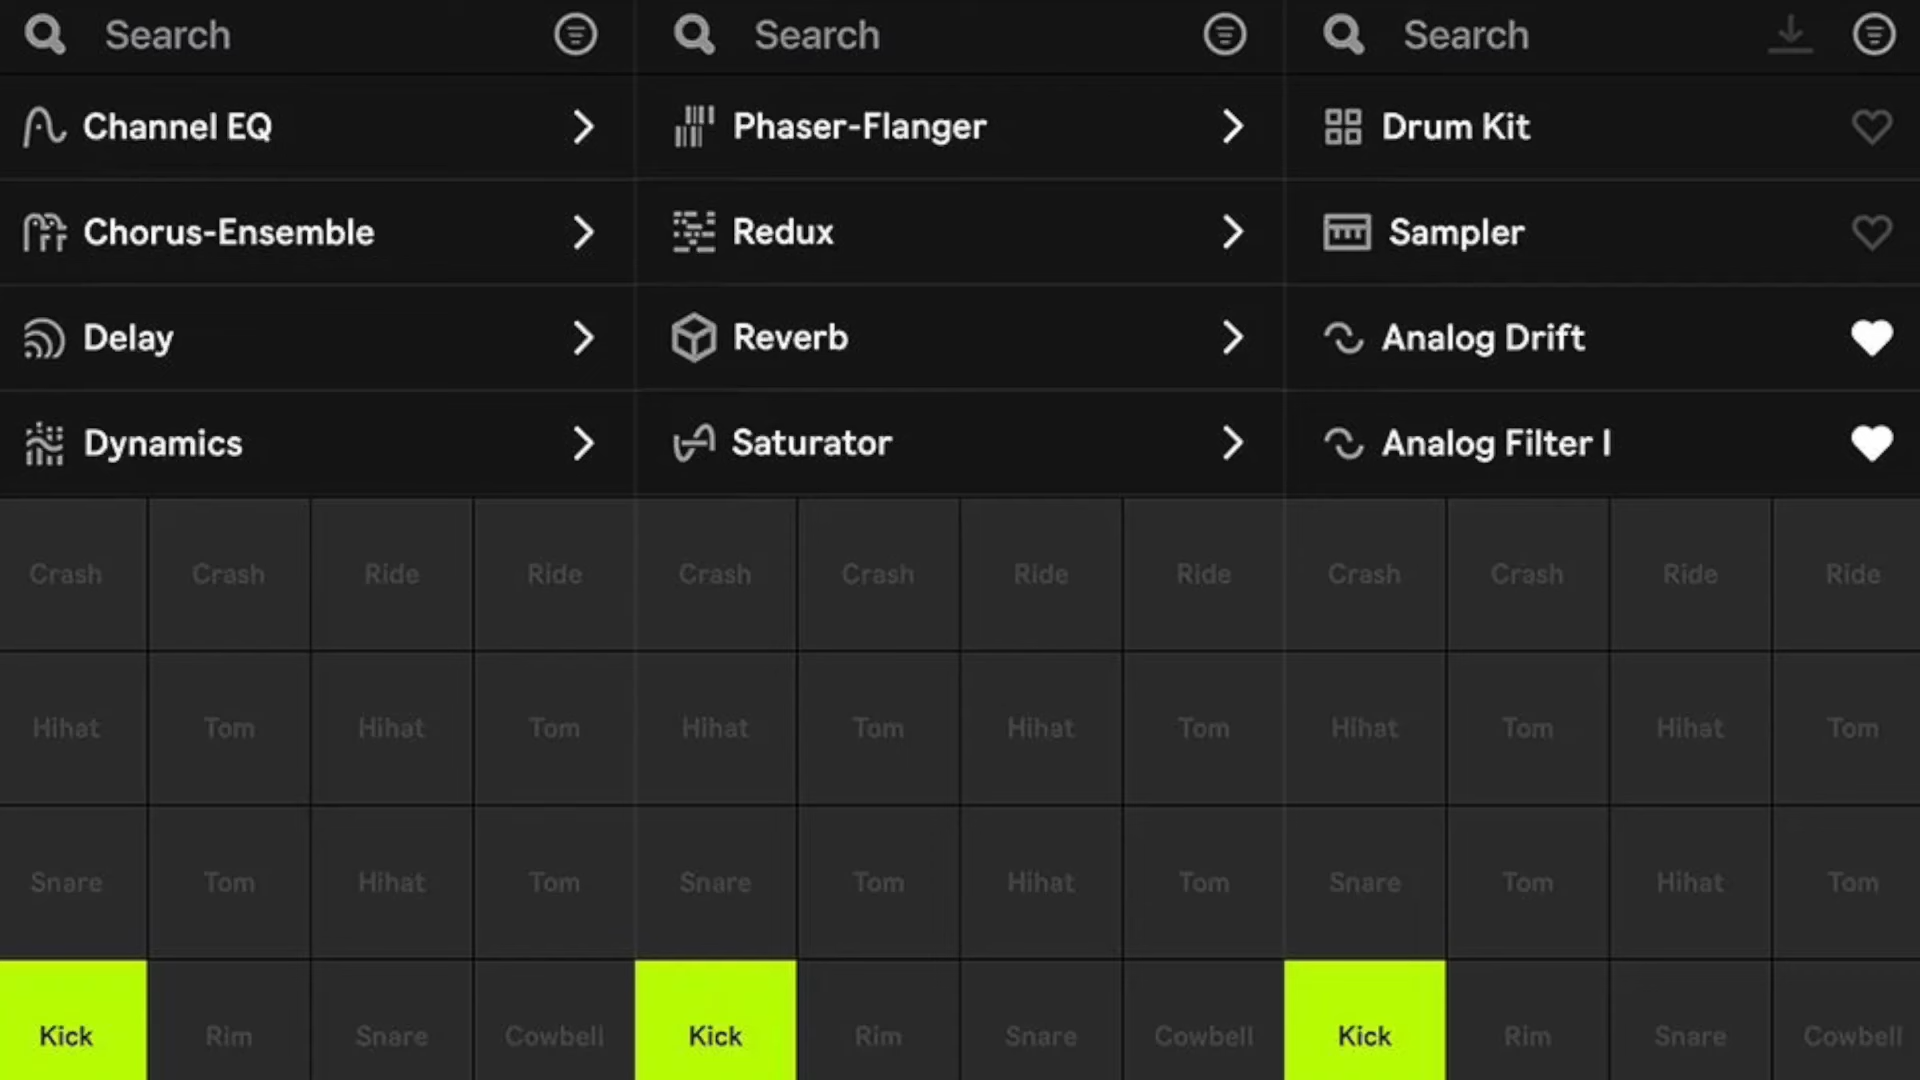 Search
Channel EQ
Chorus-Ensemble
Delay
Dynamics
Search
Phaser-Flanger
Redux
Reverb
Saturator
Search
Drum Kit
Sampler
Analog Drift
Analog Filter I
Crash Crash Ride Ride Crash Crash Ride Ride Crash Crash Ride Ride
Hihat Tom Hihat Tom Hihat Tom Hihat Tom Hihat Tom Hihat Tom
Snare Tom Hihat Tom Snare Tom Hihat Tom Snare Tom Hihat Tom
Kick Rim Snare Cowbell Kick Rim Snare Cowbell Kick Rim Snare Cowbell